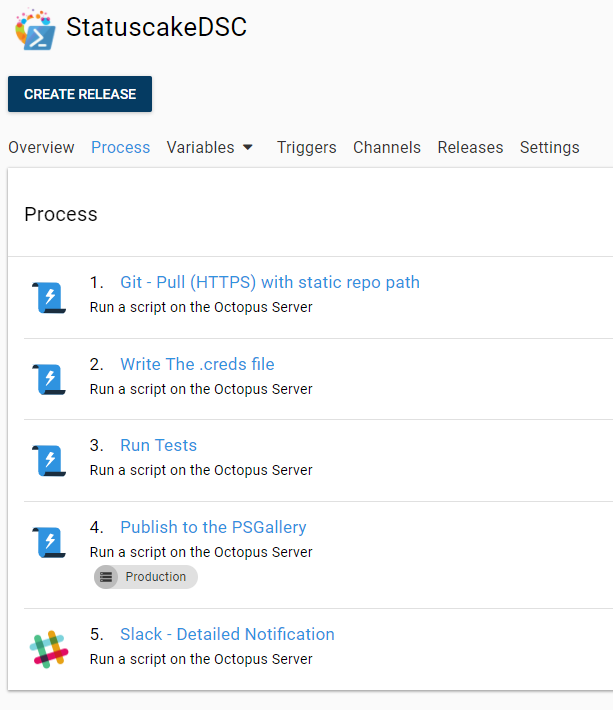 StatuscakeDSC
CREATE RELEASE
Overview Process Variables Triggers Channels Releases Settings
Process
1. Git - Pull (HTTPS) with static repo path
Run a script on the Octopus Server
2. Write The .creds file
Run a script on the Octopus Server
3. Run Tests
Run a script on the Octopus Server
4. Publish to the PSGallery
Run a script on the Octopus Server
Production
5. Slack - Detailed Notification
Run a script on the Octopus Server